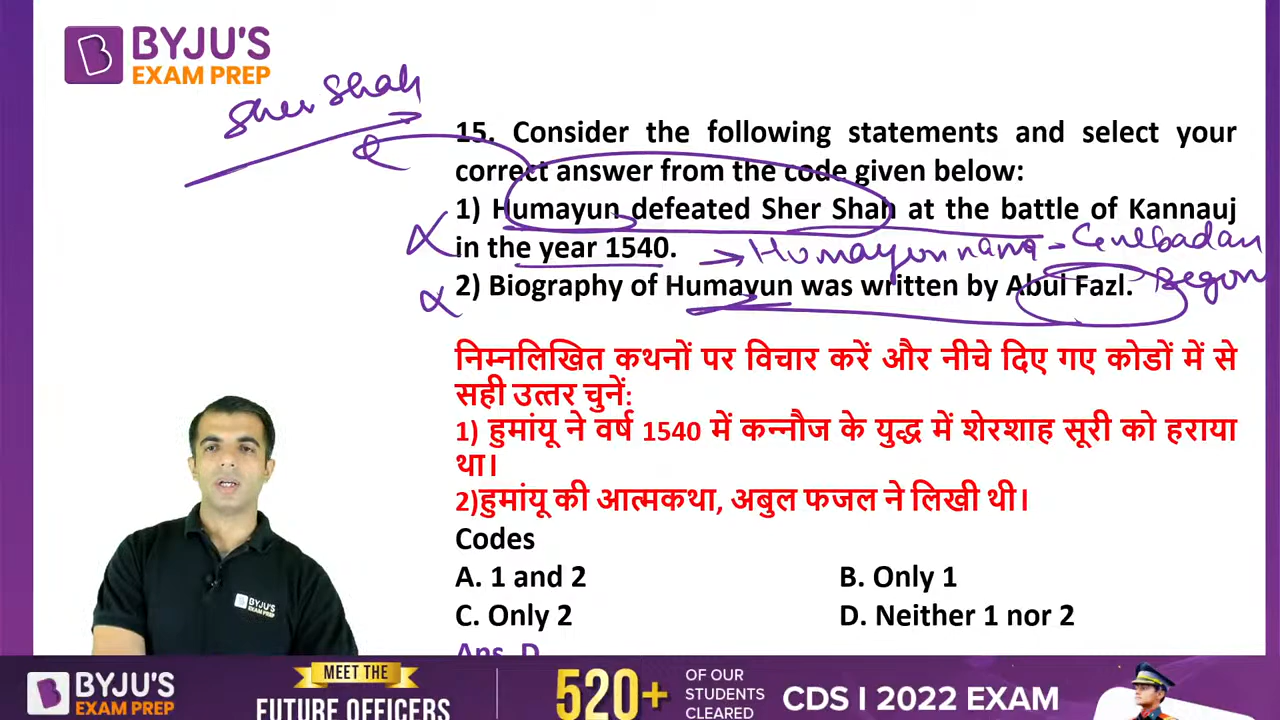 BYJU'S
EXAM PREP
Sher Shah
15. Consider the following statements and select your
correct answer from the code given below:
1) Humayun defeated Sher Shah at the battle of Kannauj
in the year 1540.
→ Humayunnama - Gulbadan
Begum
2) Biography of Humayun was written by Abul Fazl.
निम्नलिखित कथनों पर विचार करें और नीचे दिए गए कोडों में से
सही उत्तर चुनें:
1) हुमांयू ने वर्ष 1540 में कन्नौज के युद्ध में शेरशाह सूरी को हराया
था।
2)हुमांयू की आत्मकथा, अबुल फजल ने लिखी थी।
Codes
A. 1 and 2
B. Only 1
C. Only 2
D. Neither 1 nor 2
Ans. D
BYJU'S
EXAM PREP
BYJU'S
EXAM PREP
MEET THE
FUTURE OFFICERS
520+
OF OUR
STUDENTS
CLEARED
CDS I 2022 EXAM